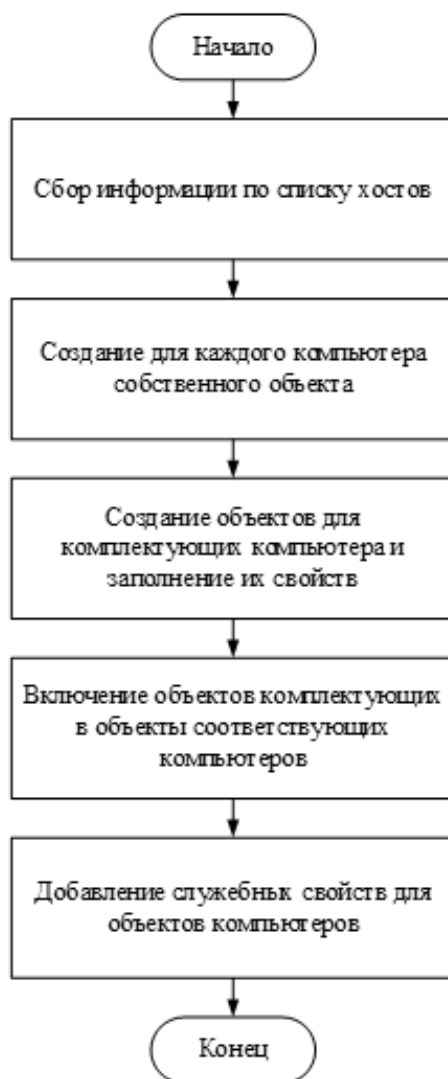 Начало
Сбор информации по списку хостов
Создание для каждого компьютера
собственного объекта
Создание объектов для
комплектующих компьютера и
заполнение их свойств
Включение объектов комплектующих
в объекты соответствующих
компьютеров
Добавление служебных свойств для
объектов компьютеров
Конец